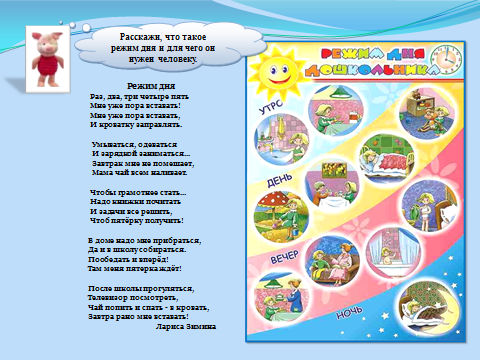 Расскажи, что такое
режим дня и для чего он
нужен человеку.
Режим дня
Раз, два, три четыре пять
Мне уже пора вставать!
Мне уже пора вставать,
И кроватку заправлять.
Умываться, одеваться
И зарядкой заниматься...
Завтрак мне не помешает,
Мама чай всем наливает.
Чтобы грамотнее стать...
Надо книжки почитать
И задачи все решить,
Чтоб пятёрку получить!
В доме надо мне прибраться,
Да и в школу собираться.
Пообедать и вперёд!
Там меня пятерка ждёт!
После школы прогуляться,
Телевизор посмотреть,
Чай попить и спать - в кровать,
Завтра рано мне вставать!
Лариса Зимина
РЕЖИМ ДНЯ
ДОШКОЛЬНИКА
УТРО
ДЕНЬ
ВЕЧЕР
НОЧЬ